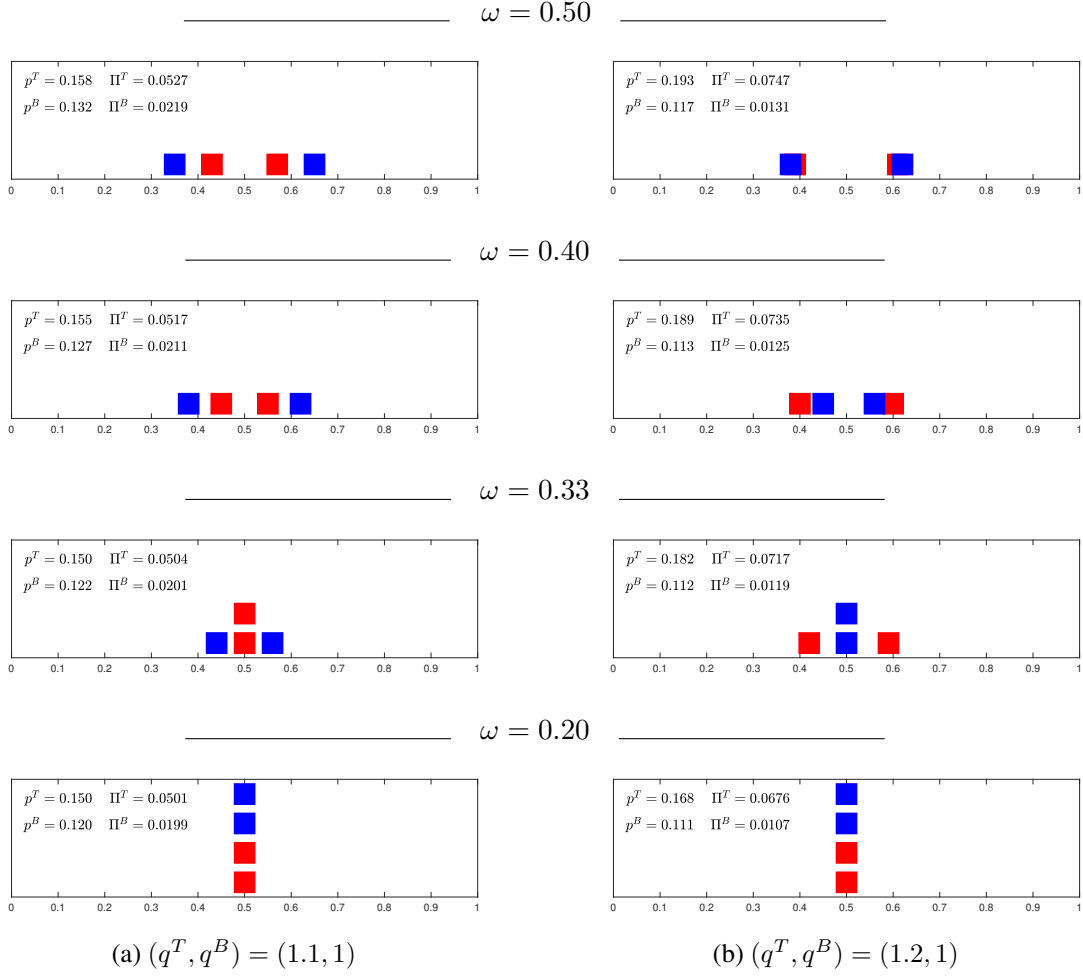 ω = 0.50
p^T = 0.158 Π^T = 0.0527
p^B = 0.132 Π^B = 0.0219
0 0.1 0.2 0.3 0.4 0.5 0.6 0.7 0.8 0.9 1
p^T = 0.193 Π^T = 0.0747
p^B = 0.117 Π^B = 0.0131
0 0.1 0.2 0.3 0.4 0.5 0.6 0.7 0.8 0.9 1
ω = 0.40
p^T = 0.155 Π^T = 0.0517
p^B = 0.127 Π^B = 0.0211
0 0.1 0.2 0.3 0.4 0.5 0.6 0.7 0.8 0.9 1
p^T = 0.189 Π^T = 0.0735
p^B = 0.113 Π^B = 0.0125
0 0.1 0.2 0.3 0.4 0.5 0.6 0.7 0.8 0.9 1
ω = 0.33
p^T = 0.150 Π^T = 0.0504
p^B = 0.122 Π^B = 0.0201
0 0.1 0.2 0.3 0.4 0.5 0.6 0.7 0.8 0.9 1
p^T = 0.182 Π^T = 0.0717
p^B = 0.112 Π^B = 0.0119
0 0.1 0.2 0.3 0.4 0.5 0.6 0.7 0.8 0.9 1
ω = 0.20
p^T = 0.150 Π^T = 0.0501
p^B = 0.120 Π^B = 0.0199
0 0.1 0.2 0.3 0.4 0.5 0.6 0.7 0.8 0.9 1
p^T = 0.168 Π^T = 0.0676
p^B = 0.111 Π^B = 0.0107
0 0.1 0.2 0.3 0.4 0.5 0.6 0.7 0.8 0.9 1
(a) (q^T, q^B) = (1.1, 1)
(b) (q^T, q^B) = (1.2, 1)